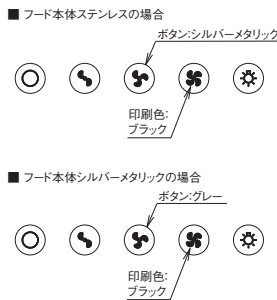 ■ フード本体ステンレスの場合
ボタン:シルバーメタリック
印刷色:
ブラック
■ フード本体シルバーメタリックの場合
ボタン:グレー
印刷色:
ブラック